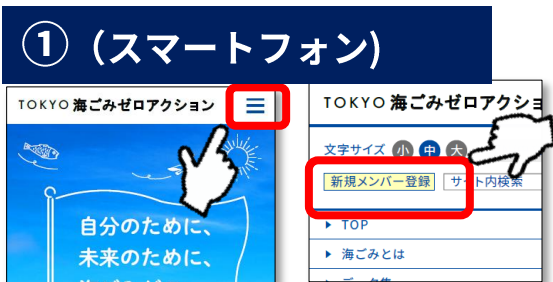 ① (スマートフォン)
TOKYO 海ごみゼロアクション
自分のために、
未来のために、
TOKYO 海ごみゼロアクショ
文字サイズ 小 中 大
新規メンバー登録 サイト内検索
TOP
海ごみとは